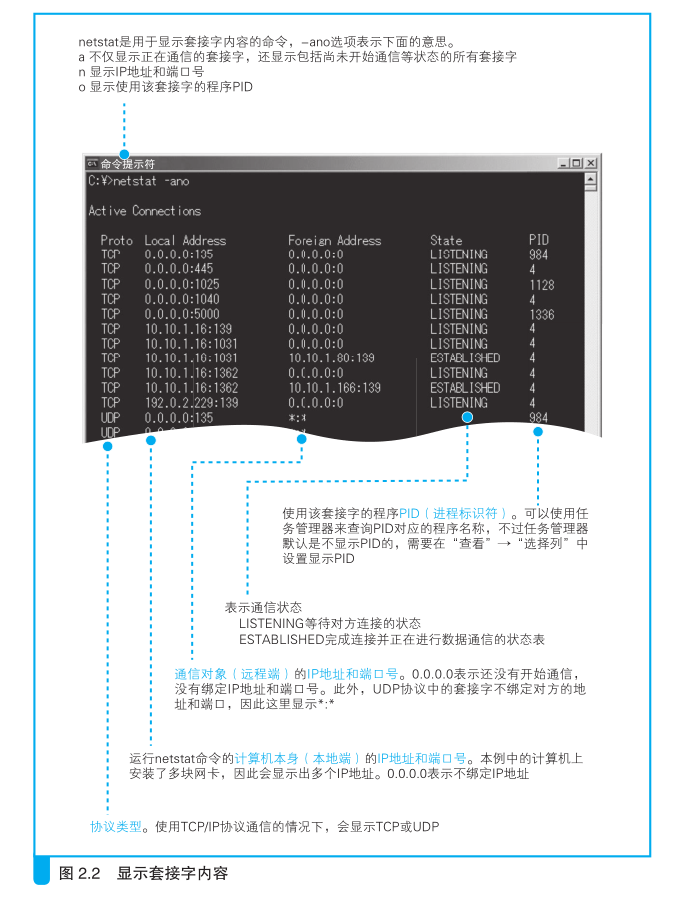 netstat是用于显示套接字内容的命令，–ano选项表示下面的意思。
a 不仅显示正在通信的套接字，还显示包括尚未开始通信等状态的所有套接字
n 显示IP地址和端口号
o 显示使用该套接字的程序PID
命令提示符
C:¥>netstat -ano
Active Connections
Proto Local Address Foreign Address State PID
TCP 0.0.0.0:135 0.0.0.0:0 LISTENING 984
TCP 0.0.0.0:445 0.0.0.0:0 LISTENING 4
TCP 0.0.0.0:1025 0.0.0.0:0 LISTENING 1128
TCP 0.0.0.0:1040 0.0.0.0:0 LISTENING 4
TCP 0.0.0.0:5000 0.0.0.0:0 LISTENING 1336
TCP 10.10.1.16:139 0.0.0.0:0 LISTENING 4
TCP 10.10.1.16:1031 0.0.0.0:0 LISTENING 4
TCP 10.10.1.16:1031 10.10.1.80:139 ESTABLISHED 4
TCP 10.10.1.16:1362 0.0.0.0:0 LISTENING 4
TCP 10.10.1.16:1362 10.10.1.166:139 ESTABLISHED 4
TCP 192.0.2.229:139 0.0.0.0:0 LISTENING 4
UDP 0.0.0.0:135 *:* 984
UDP
使用该套接字的程序PID（进程标识符）。可以使用任
务管理器来查询PID对应的程序名称，不过任务管理器
默认是不显示PID的，需要在“查看”→“选择列”中
设置显示PID
表示通信状态
LISTENING等待对方连接的状态
ESTABLISHED完成连接并正在进行数据通信的状态表
通信对象（远程端）的IP地址和端口号。0.0.0.0表示还没有开始通信，
没有绑定IP地址和端口号。此外，UDP协议中的套接字不绑定对方的地
址和端口，因此这里显示*:*
运行netstat命令的计算机本身（本地端）的IP地址和端口号。本例中的计算机上
安装了多块网卡，因此会显示出多个IP地址。0.0.0.0表示不绑定IP地址
协议类型。使用TCP/IP协议通信的情况下，会显示TCP或UDP
图 2.2 显示套接字内容